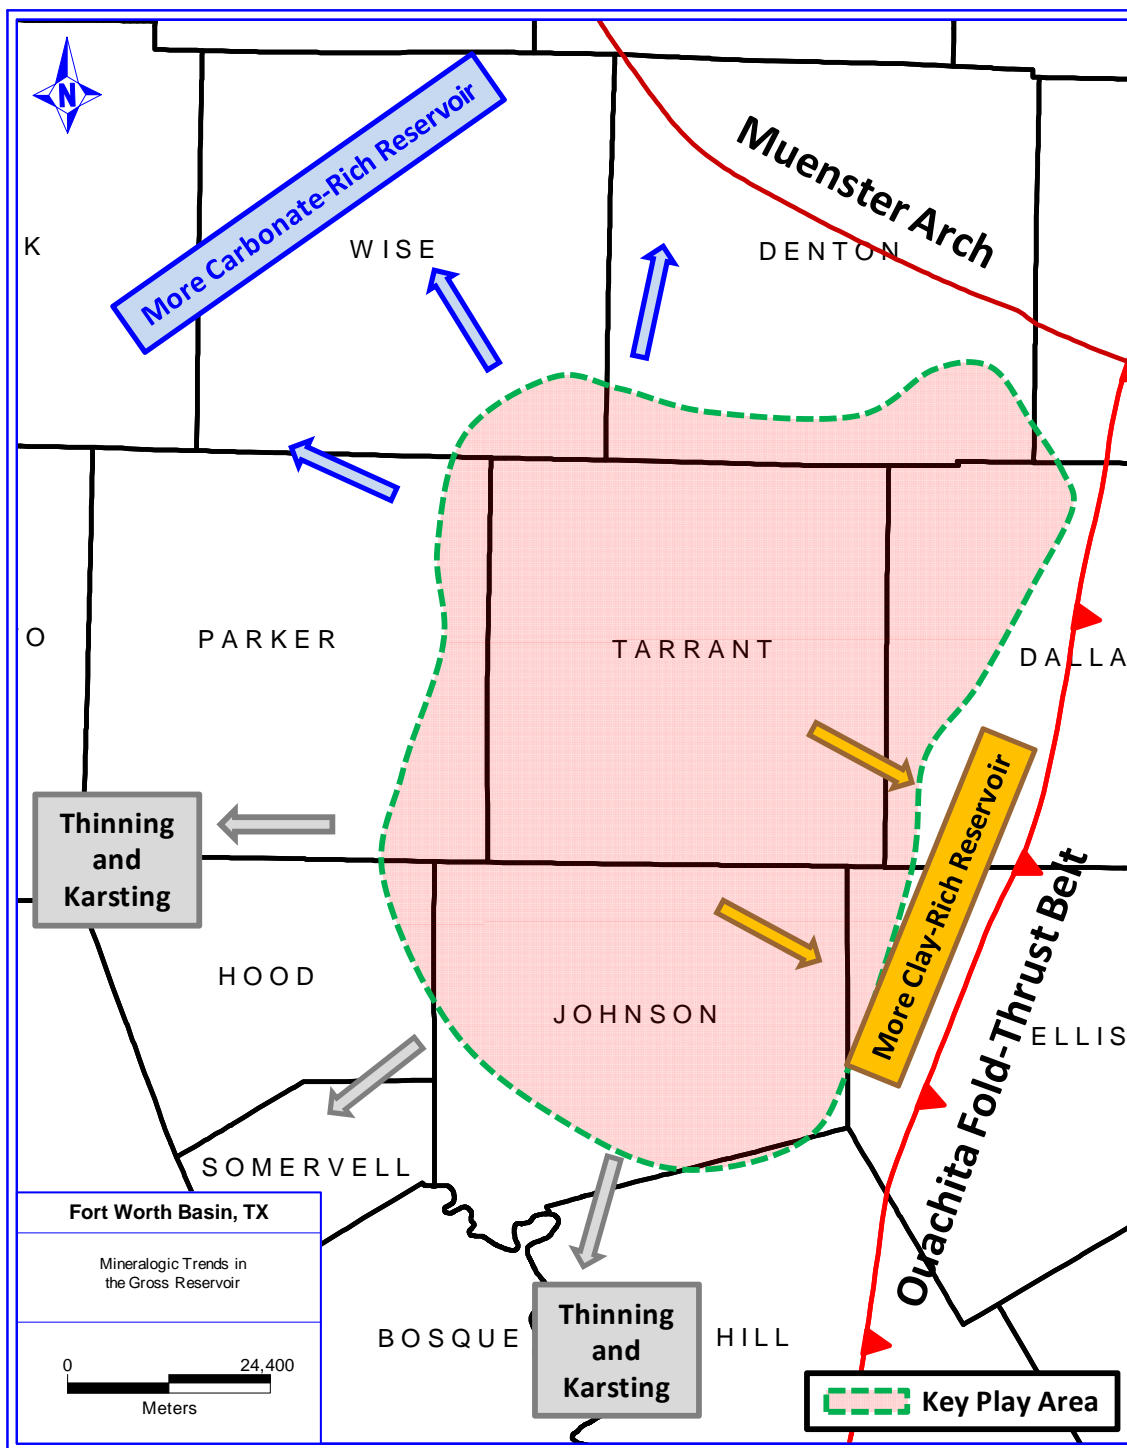 N
More Carbonate-Rich Reservoir
Muenster Arch
K
WISE
DENTON
O
PARKER
TARRANT
DALLA
Thinning
and
Karsting
More Clay-Rich Reservoir
Ouachita Fold-Thrust Belt
HOOD
JOHNSON
ELLIS
SOMERVELL
Fort Worth Basin, TX
Mineralogic Trends in
the Gross Reservoir
0 24,400
Meters
BOSQUE
Thinning
and
Karsting
HILL
Key Play Area